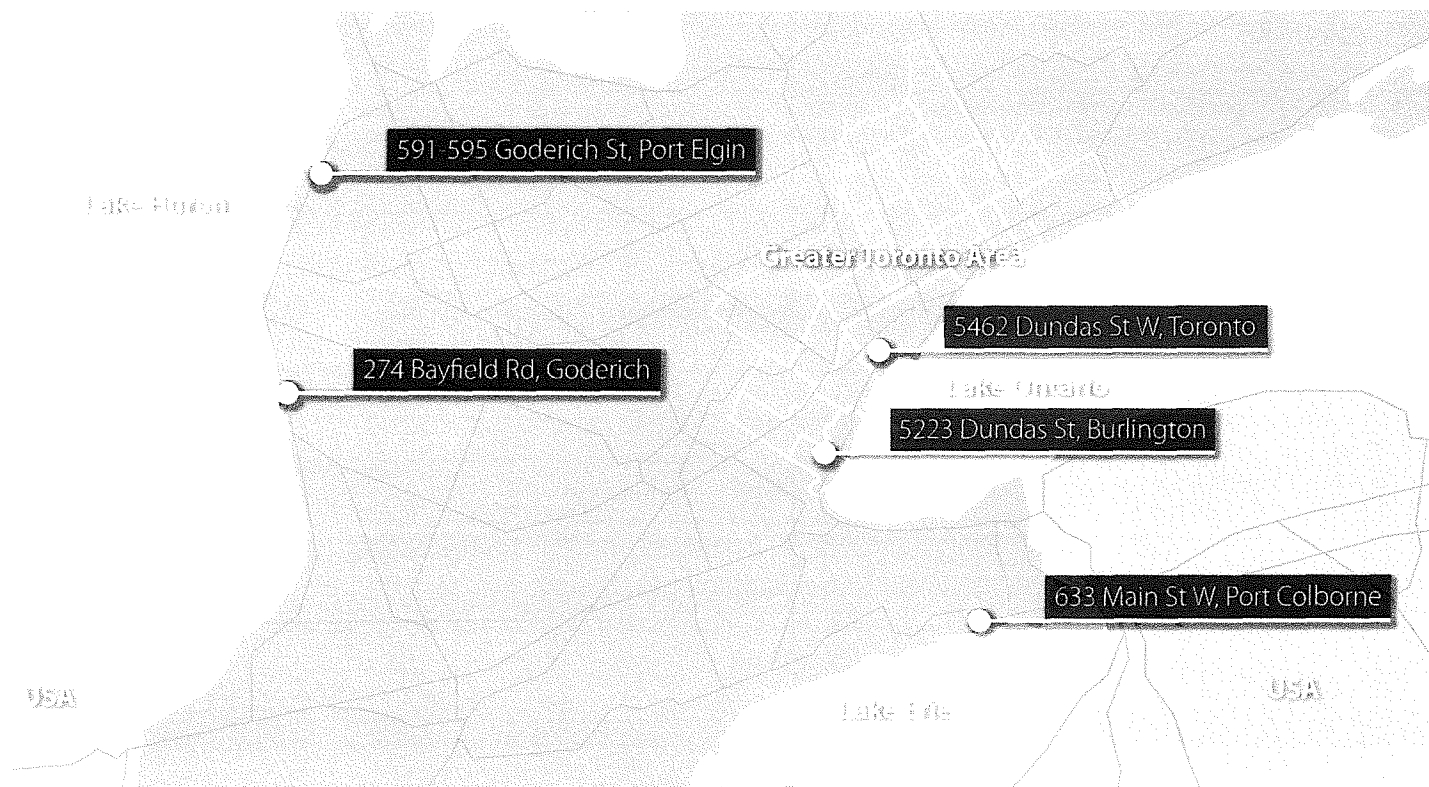 591-595 Goderich St, Port Elgin
Lake Huron
Greater Toronto Area
5462 Dundas St W, Toronto
274 Bayfield Rd, Goderich
Lake Ontario
5223 Dundas St, Burlington
633 Main St W, Port Colborne
USA
USA
Lake Erie